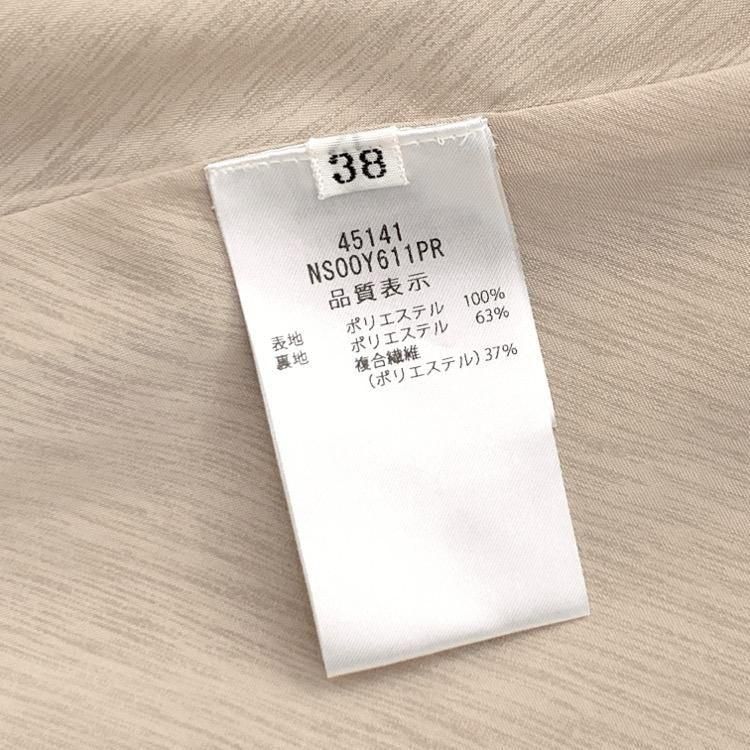 38
45141
NS00Y611PR
品質表示
表地 ポリエステル 100%
裏地 ポリエステル 63%
複合繊維
(ポリエステル) 37%